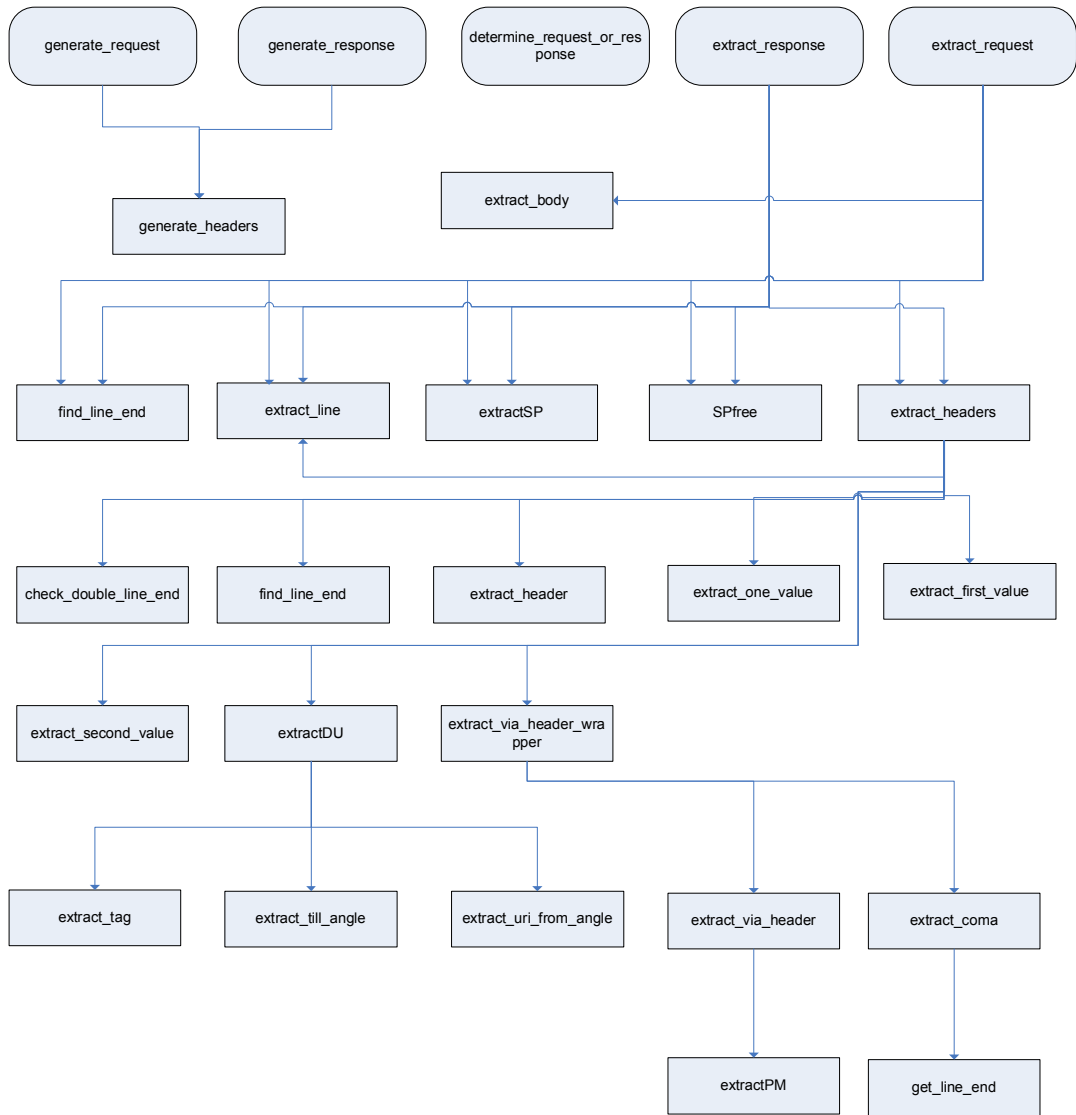 generate_request
generate_response
determine_request_or_res
ponse
extract_response
extract_request
extract_body
generate_headers
find_line_end
extract_line
extractSP
SPfree
extract_headers
check_double_line_end
find_line_end
extract_header
extract_one_value
extract_first_value
extract_second_value
extractDU
extract_via_header_wra
pper
extract_tag
extract_till_angle
extract_uri_from_angle
extract_via_header
extract_coma
extractPM
get_line_end